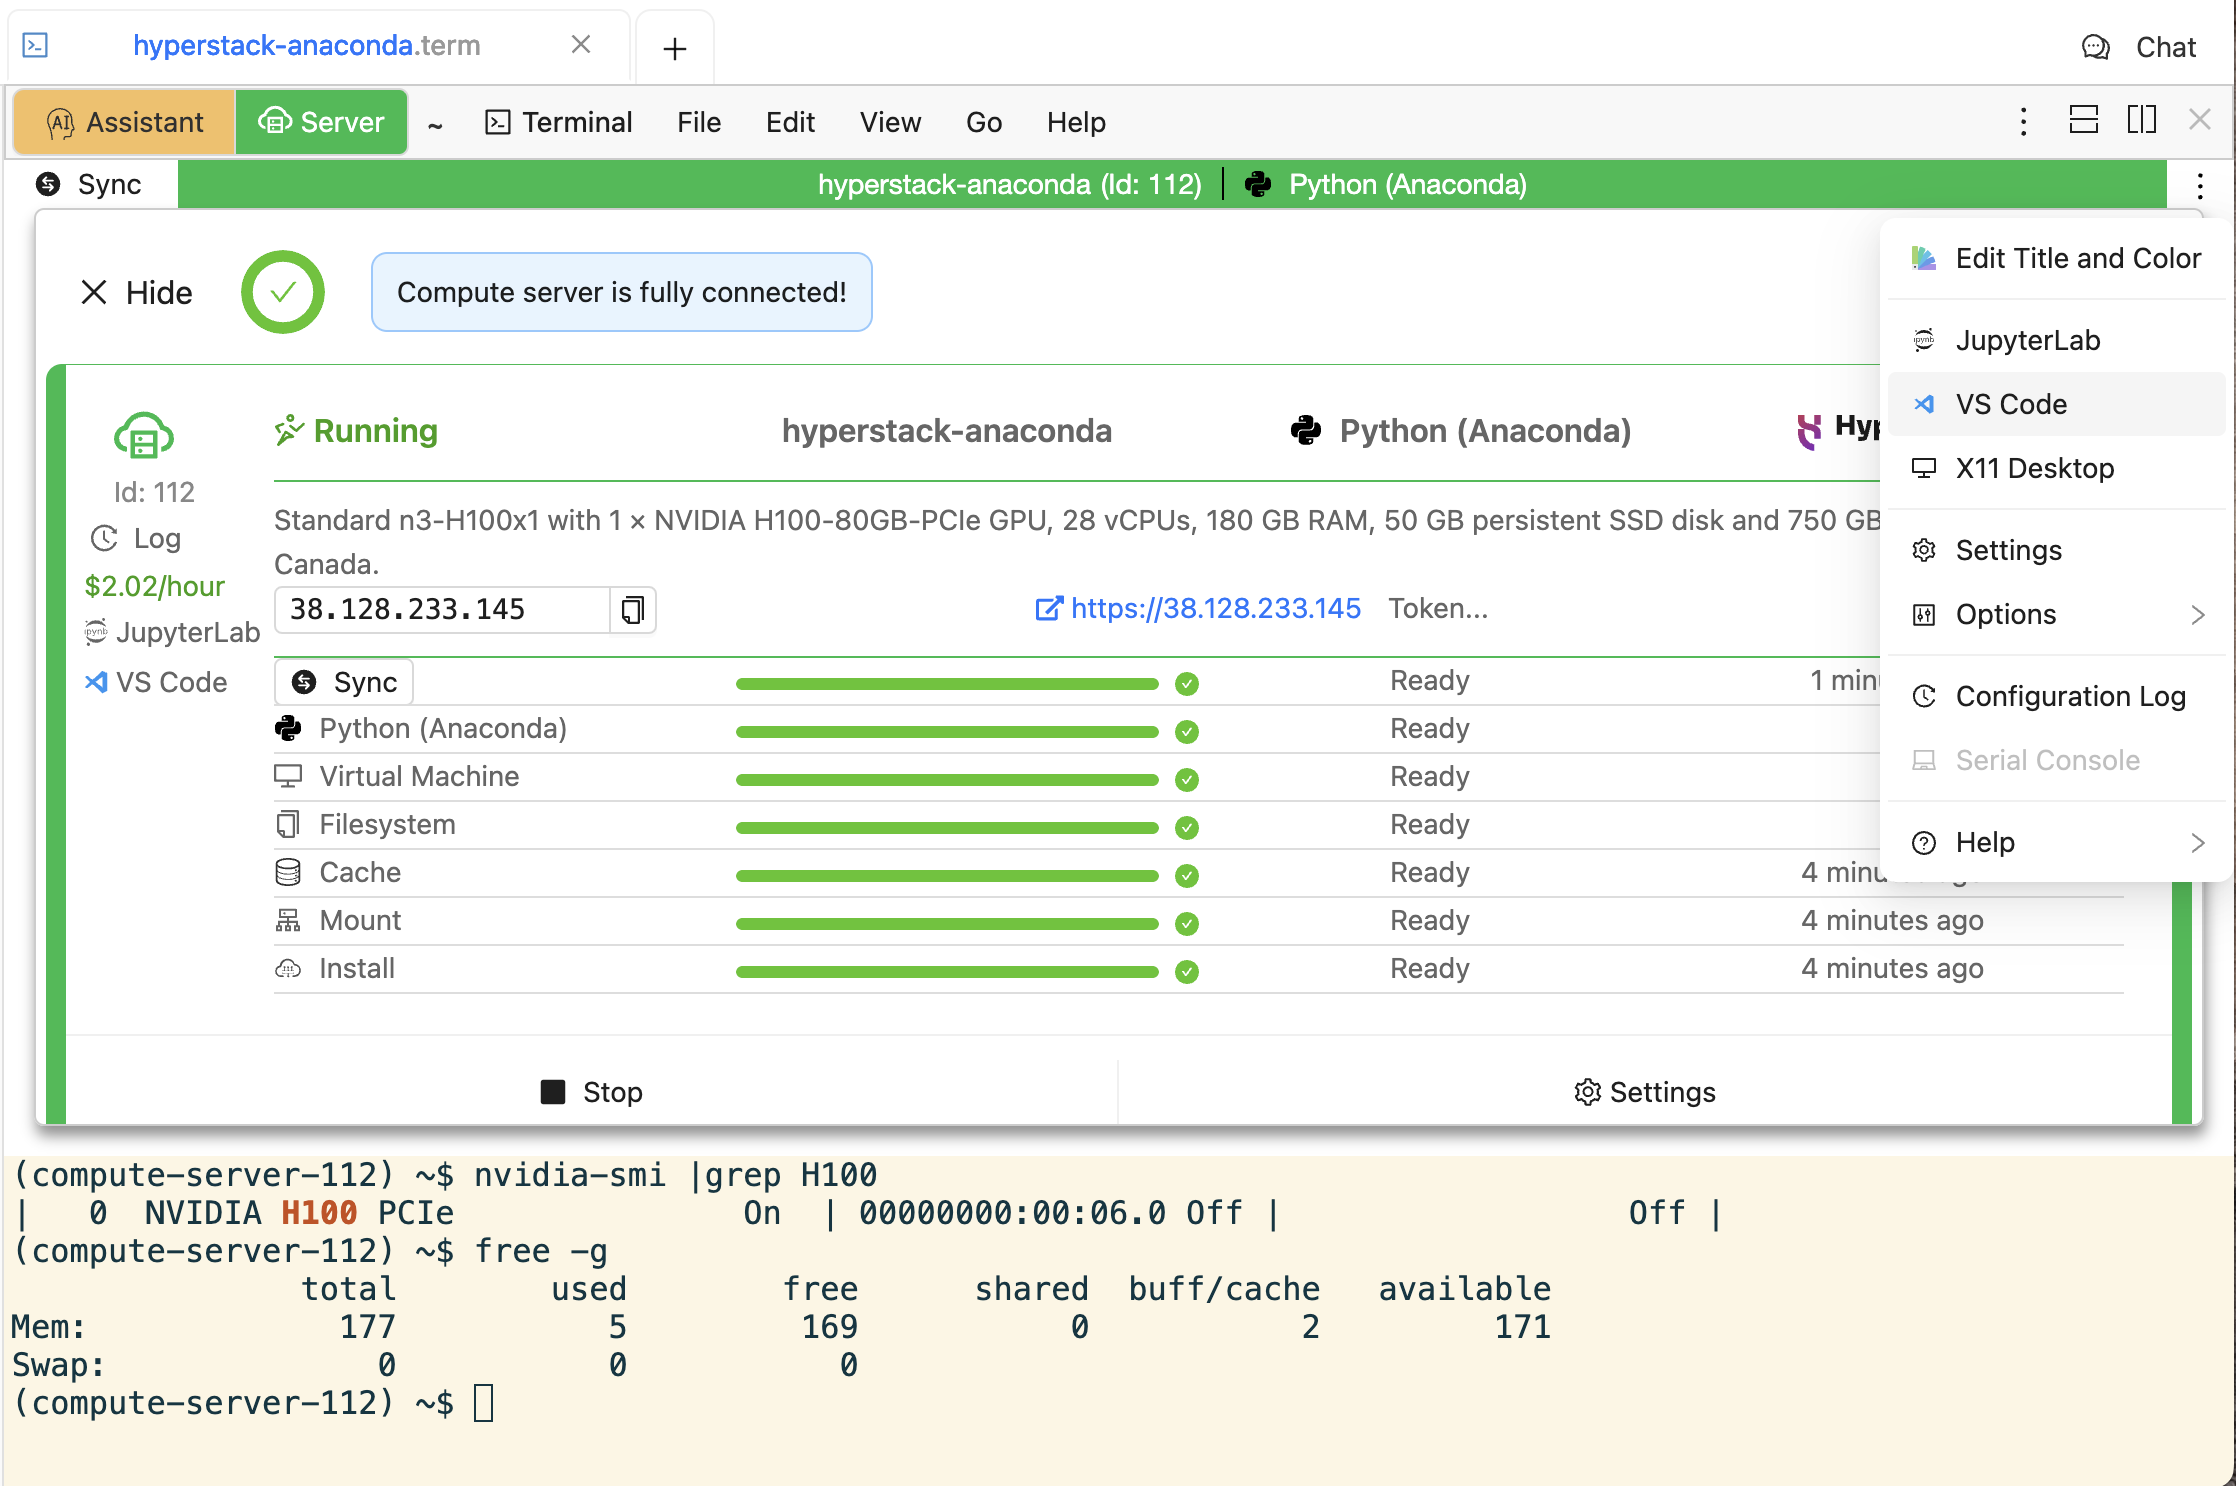 hyperstack-anaconda.term
Chat
Assistant Server ~ Terminal File Edit View Go Help
Sync hyperstack-anaconda (Id: 112) Python (Anaconda)
Hide Compute server is fully connected!
Edit Title and Color
JupyterLab
VS Code
X11 Desktop
Settings
Options
Configuration Log
Serial Console
Help
Id: 112
Log
$2.02/hour
JupyterLab
VS Code
Running hyperstack-anaconda Python (Anaconda)
Standard n3-H100x1 with 1 × NVIDIA H100-80GB-PCIe GPU, 28 vCPUs, 180 GB RAM, 50 GB persistent SSD disk and 750 GB
Canada.
38.128.233.145 https://38.128.233.145 Token...
Sync Ready 1
Python (Anaconda) Ready
Virtual Machine Ready
Filesystem Ready
Cache Ready 4
Mount Ready 4 minutes ago
Install Ready 4 minutes ago
Stop Settings
(compute-server-112) ~$ nvidia-smi |grep H100
| 0 NVIDIA H100 PCIe On | 00000000:00:06.0 Off | Off |
(compute-server-112) ~$ free -g
total used free shared buff/cache available
Mem: 177 5 169 0 2 171
Swap: 0 0 0
(compute-server-112) ~$